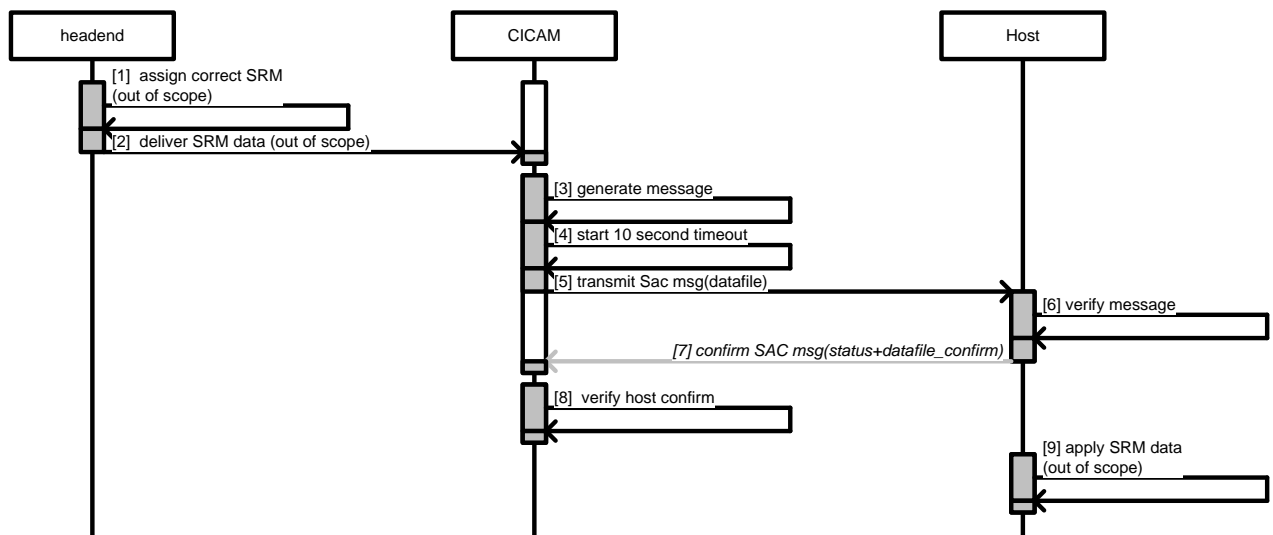 headend
CICAM
Host
[1]  assign correct SRM
(out of scope)
[2]  deliver SRM data (out of scope)
[3] generate message
[4] start 10 second timeout
[5] transmit Sac msg(datafile)
[6] verify message
[7] confirm SAC msg(status+datafile_confirm)
[8]  verify host confirm
[9] apply SRM data
(out of scope)